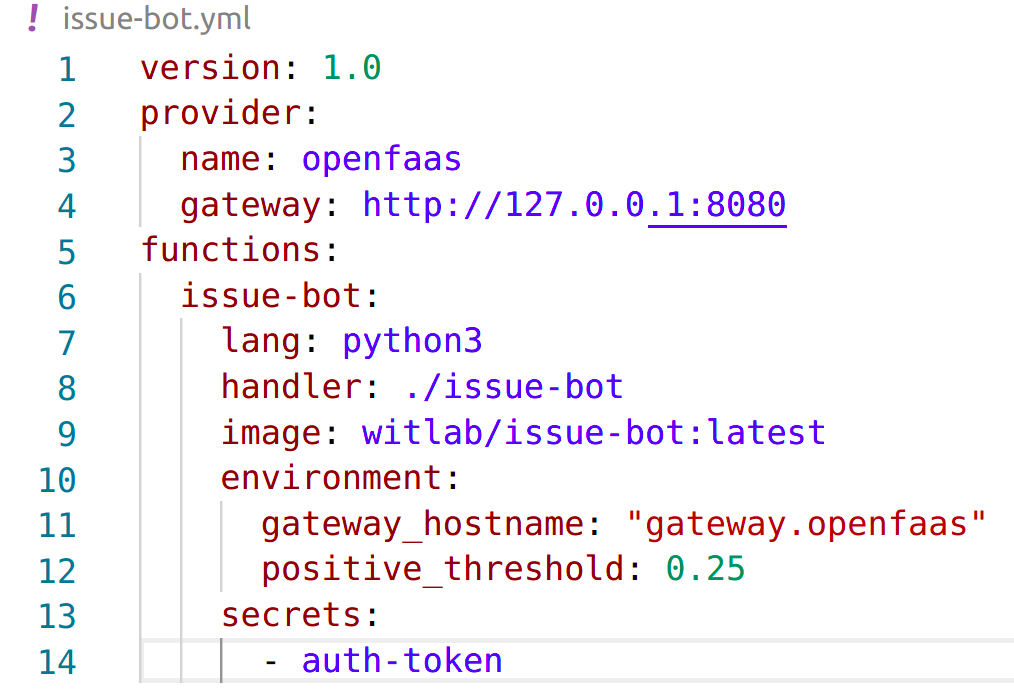 ! issue-bot.yml
1 version: 1.0
2 provider:
3   name: openfaas
4   gateway: http://127.0.0.1:8080
5 functions:
6   issue-bot:
7     lang: python3
8     handler: ./issue-bot
9     image: witlab/issue-bot:latest
10     environment:
11       gateway_hostname: "gateway.openfaas"
12       positive_threshold: 0.25
13     secrets:
14       - auth-token